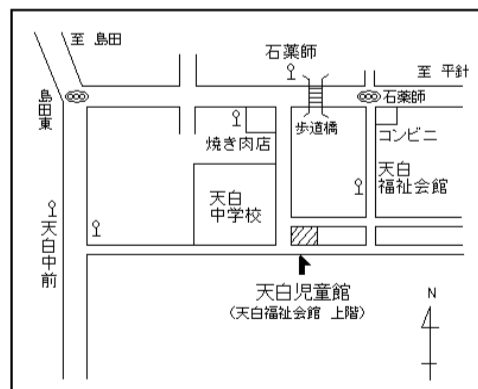 至 島田
石薬師
至 平針
島田東
石薬師
歩道橋
コンビニ
焼き肉店
天白
福祉会館
天白
中学校
天白中前
天白児童館
(天白福祉会館 上階)
N